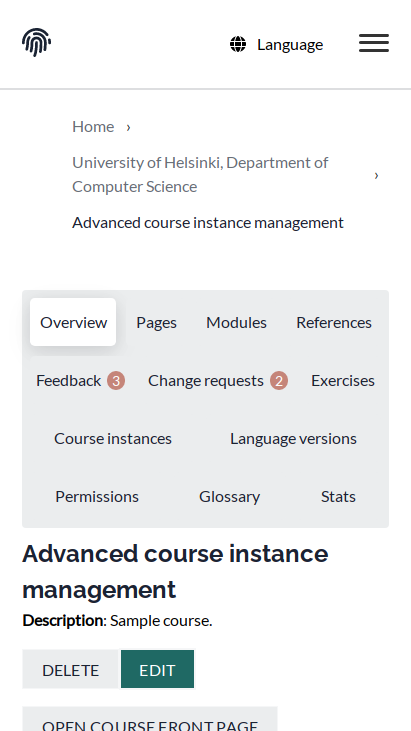 Language
Home ›
University of Helsinki, Department of
Computer Science ›
Advanced course instance management
Overview Pages Modules References
Feedback 3 Change requests 2 Exercises
Course instances Language versions
Permissions Glossary Stats
Advanced course instance
management
Description: Sample course.
DELETE EDIT
OPEN COURSE FRONT PAGE